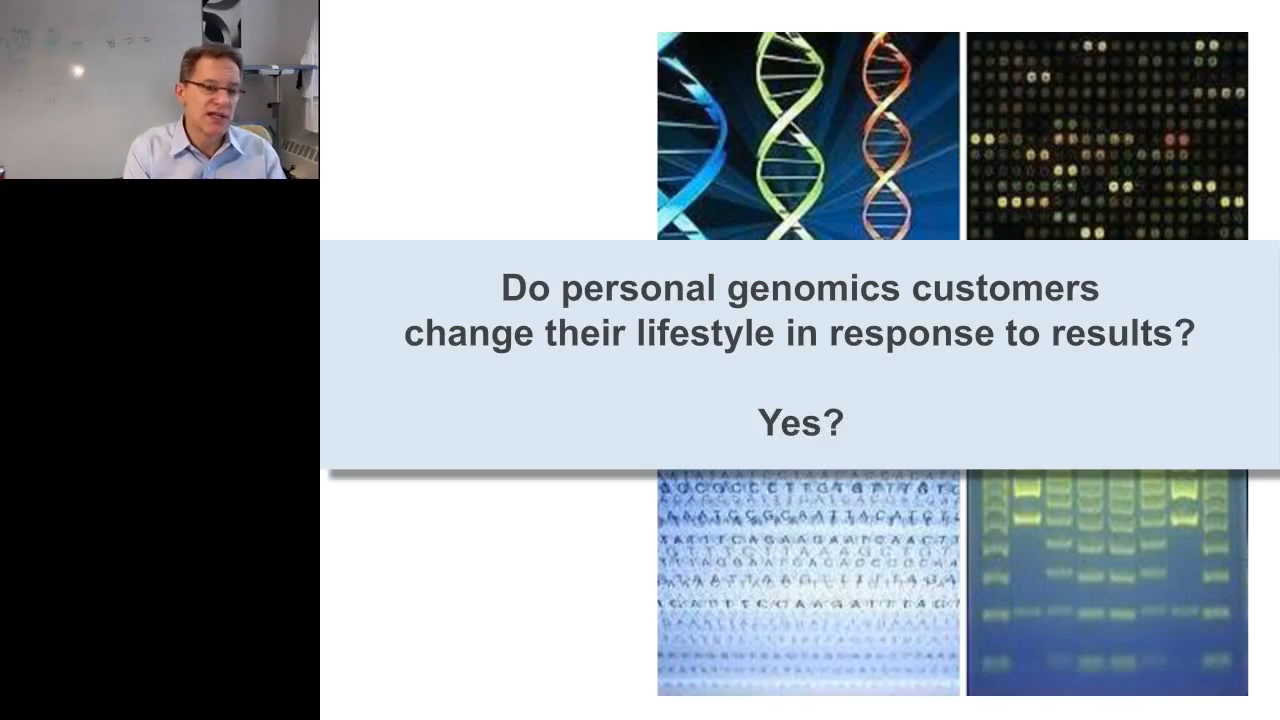 Do personal genomics customers
change their lifestyle in response to results?
Yes?